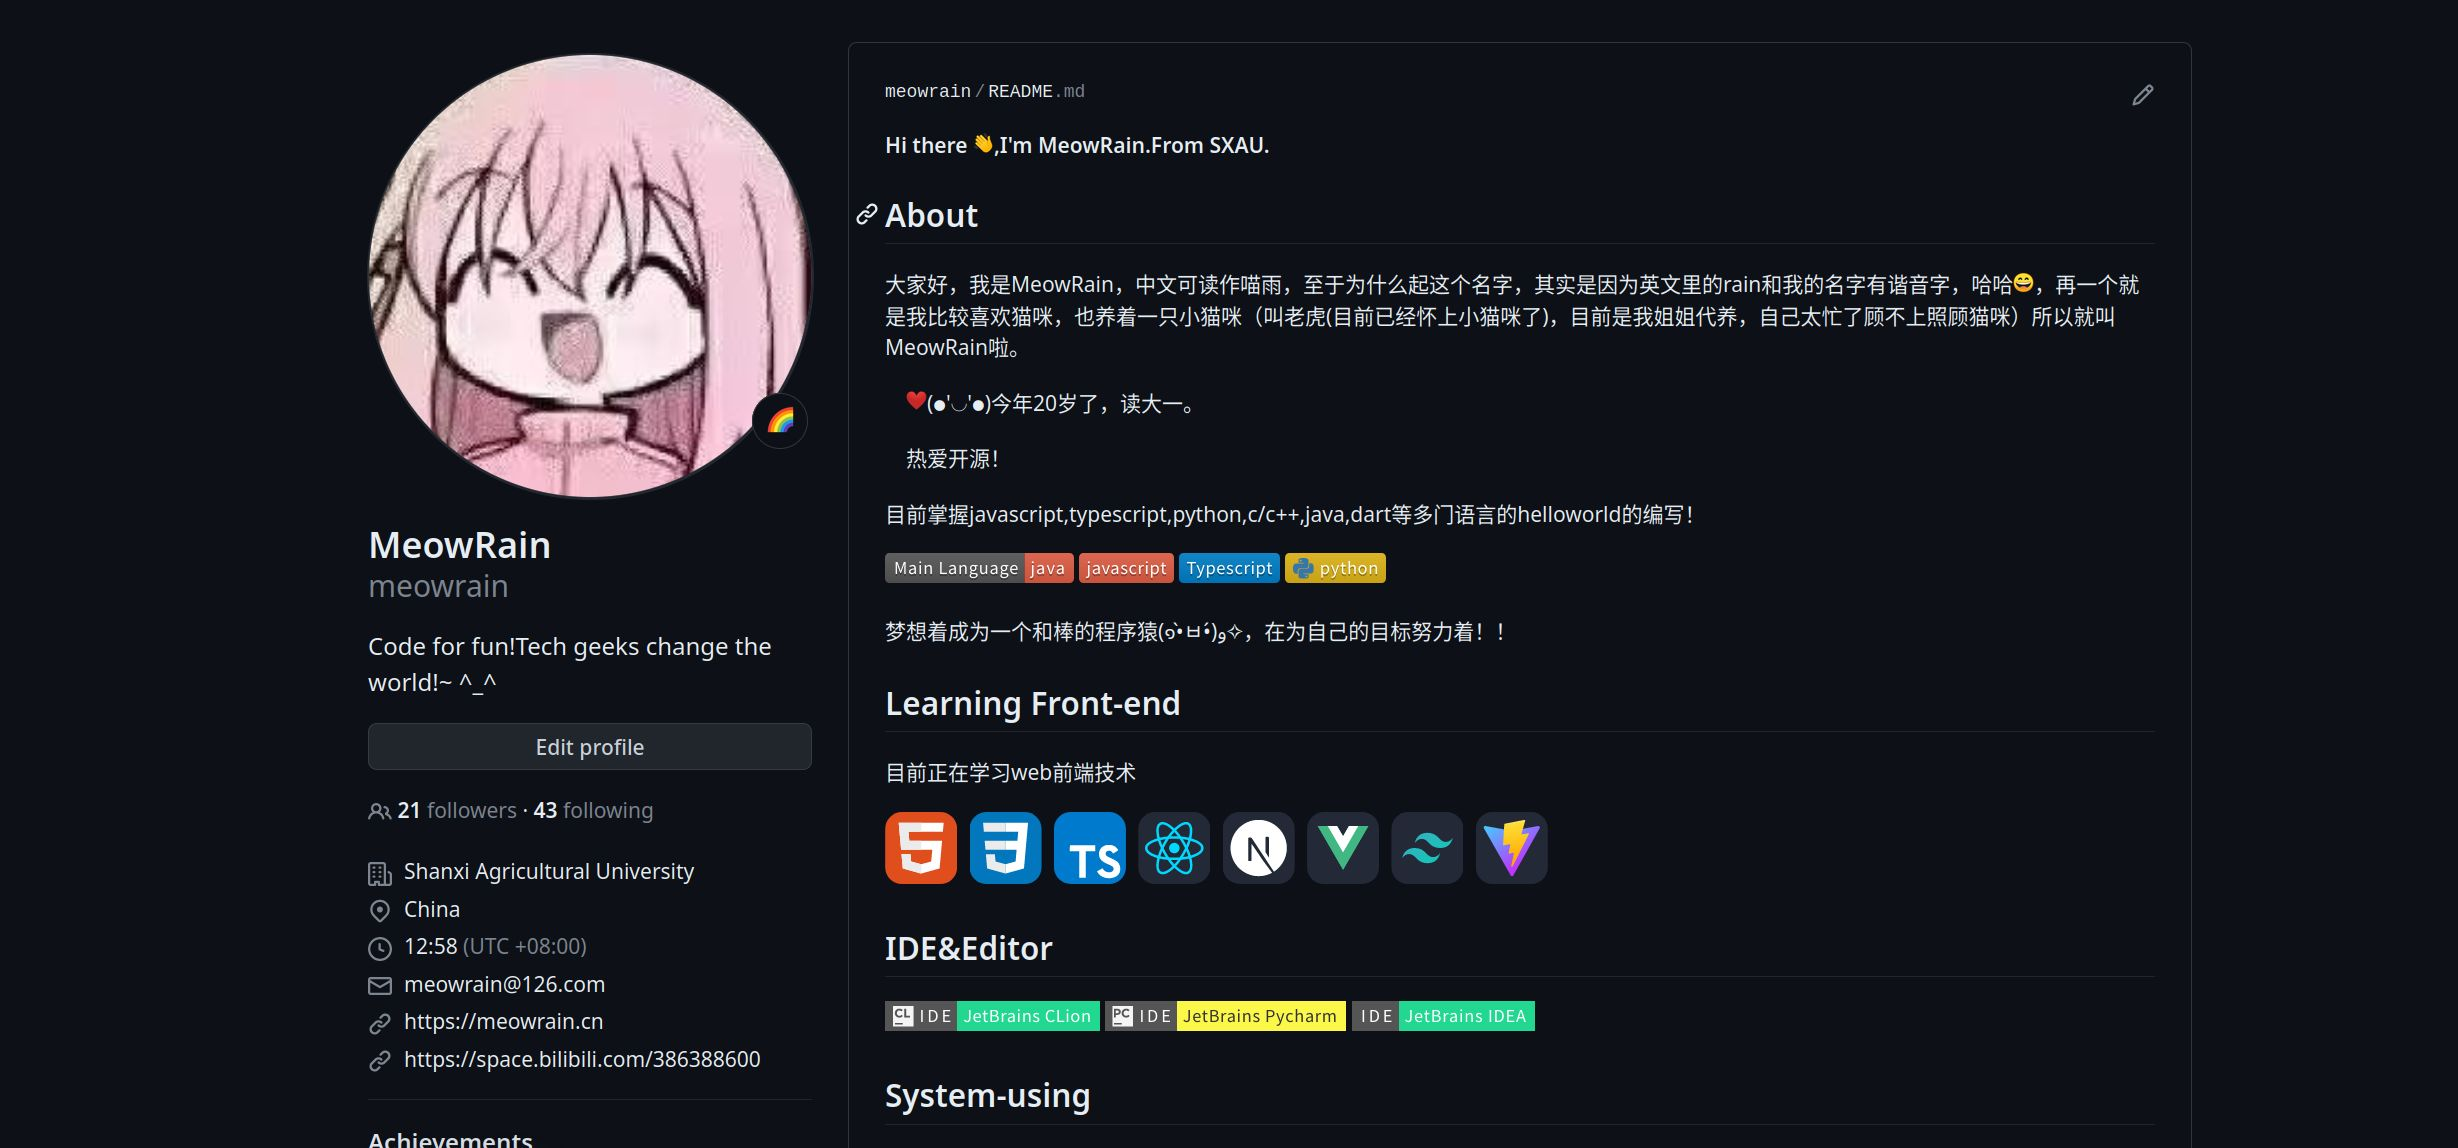 MeowRain
meowrain
Code for fun!Tech geeks change the
world!~ ^_^
Edit profile
21 followers · 43 following
Shanxi Agricultural University
China
12:58 (UTC +08:00)
meowrain@126.com
https://meowrain.cn
https://space.bilibili.com/386388600
Achievements
meowrain/README.md
Hi there 👋,I'm MeowRain.From SXAU.
About
大家好，我是MeowRain，中文可读作喵雨，至于为什么起这个名字，其实是因为英文里的rain和我的名字有谐音字，哈哈😄，再一个就
是我比较喜欢猫咪，也养着一只小猫咪（叫老虎(目前已经怀上小猫咪了)，目前是我姐姐代养，自己太忙了顾不上照顾猫咪）所以就叫
MeowRain啦。
❤️(●'◡'●)今年20岁了，读大一。
热爱开源！
目前掌握javascript,typescript,python,c/c++,java,dart等多门语言的helloworld的编写！
Main Language java javascript Typescript python
梦想着成为一个和棒的程序猿(๑•̀ㅂ•́)و✧，在为自己的目标努力着！！
Learning Front-end
目前正在学习web前端技术
5 3 TS N
IDE&Editor
CL IDE JetBrains CLion PC IDE JetBrains Pycharm IDE JetBrains IDEA
System-using